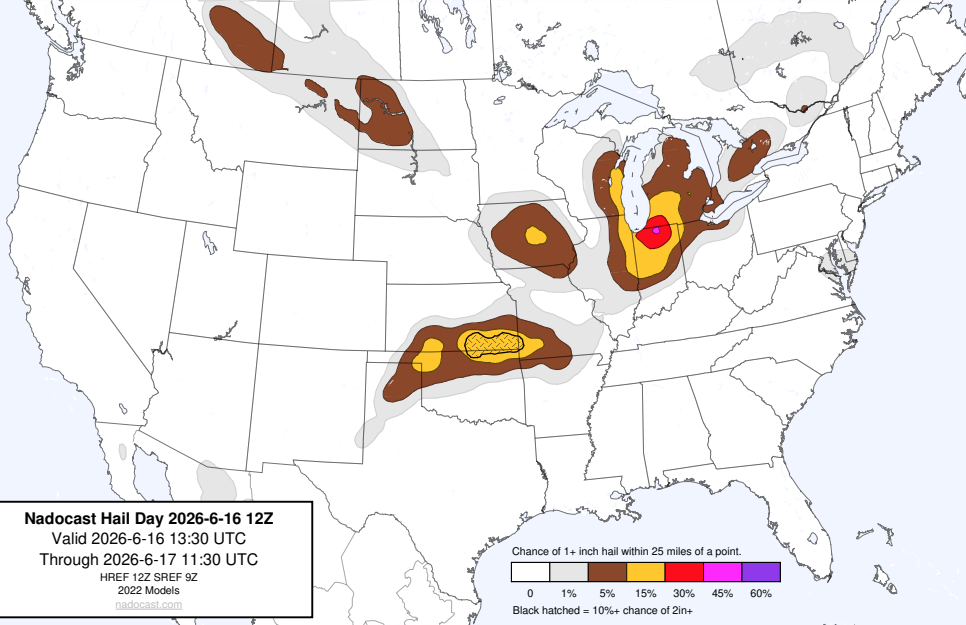 Nadocast Hail Day 2026-6-16 12Z
Valid 2026-6-16 13:30 UTC
Through 2026-6-17 11:30 UTC
HREF 12Z SREF 9Z
2022 Models
nadocast.com
Chance of 1+ inch hail within 25 miles of a point.
0 1% 5% 15% 30% 45% 60%
Black hatched = 10%+ chance of 2in+